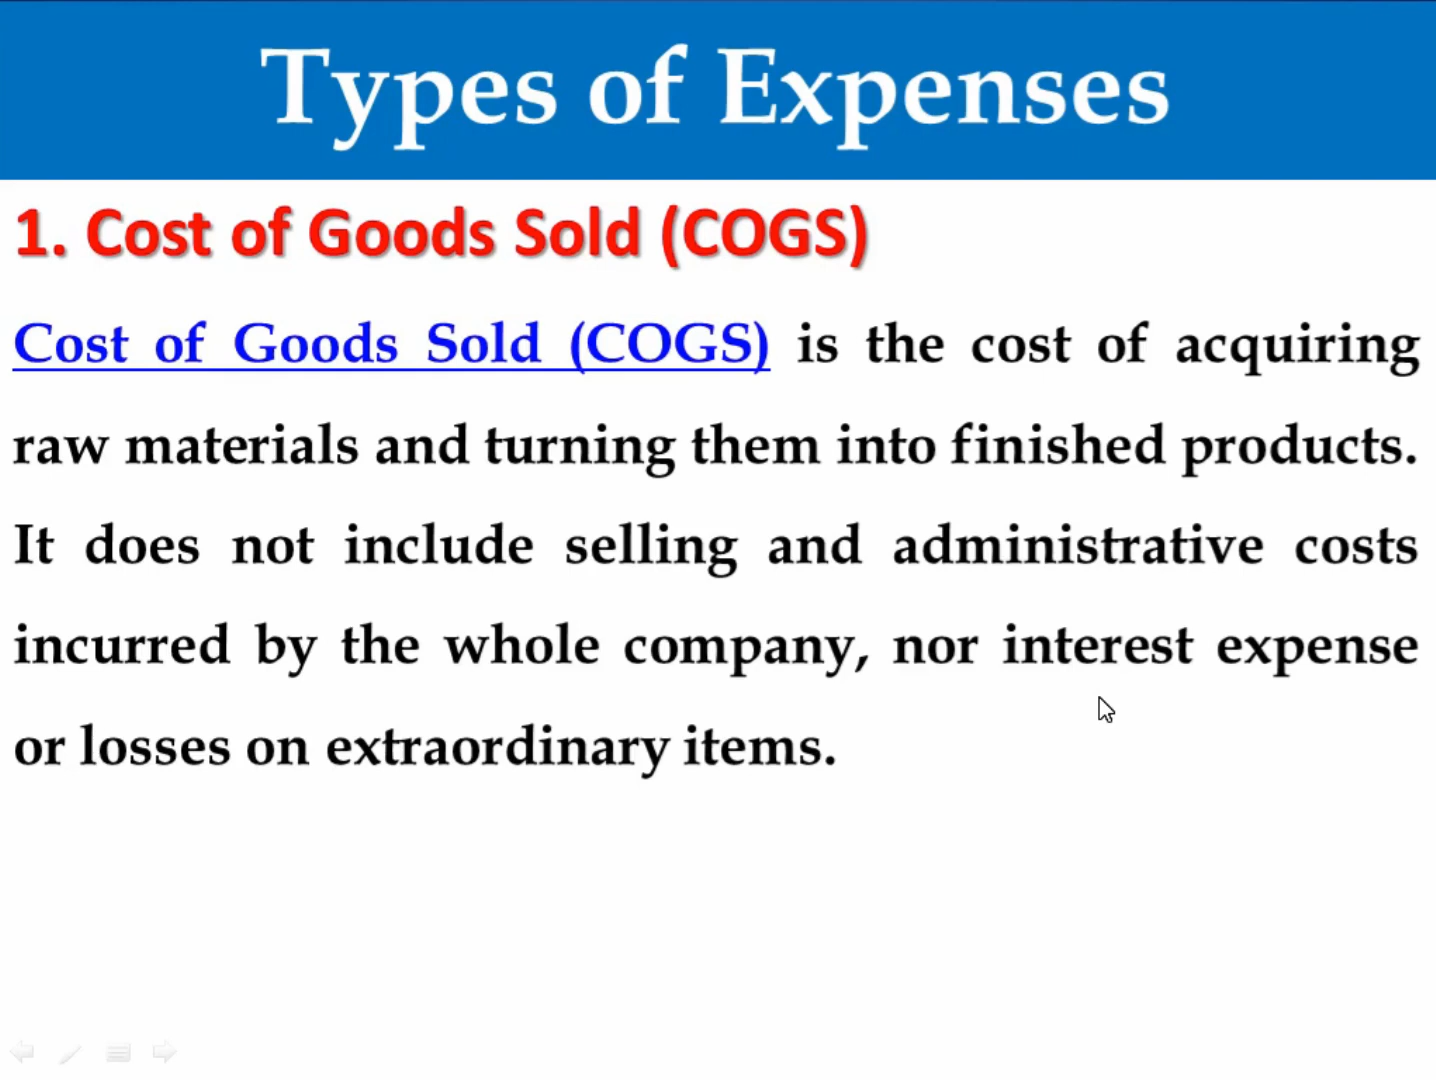 Types of Expenses
1. Cost of Goods Sold (COGS)
Cost of Goods Sold (COGS) is the cost of acquiring
raw materials and turning them into finished products.
It does not include selling and administrative costs
incurred by the whole company, nor interest expense
or losses on extraordinary items.